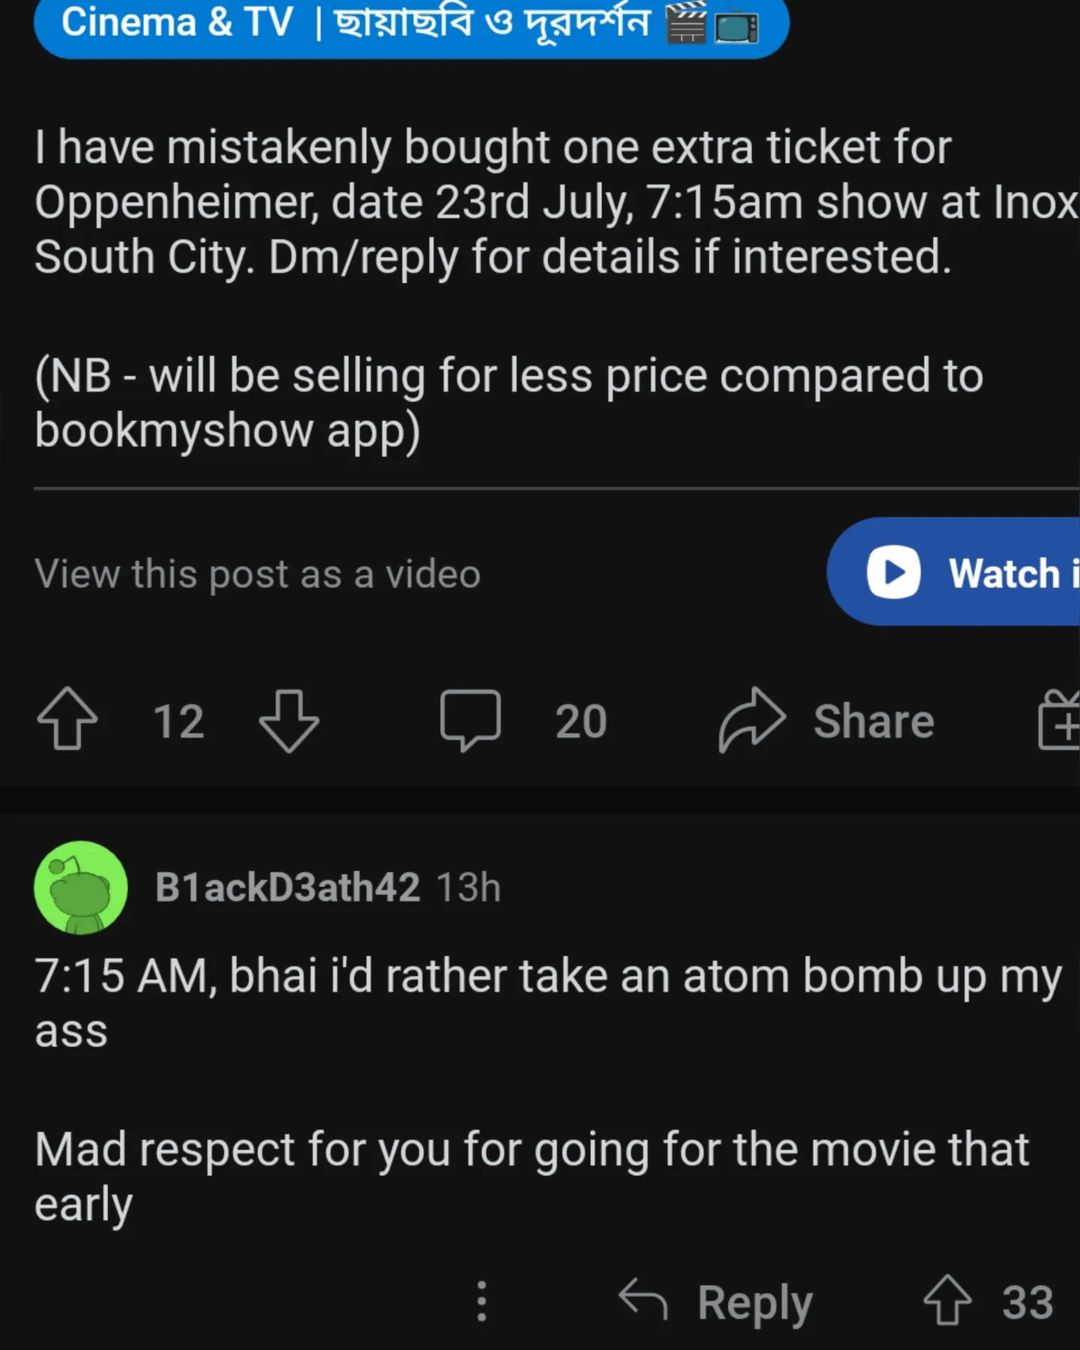 Cinema & TV | ছায়াছবি ও দূরদর্শন 🎬📺
I have mistakenly bought one extra ticket for
Oppenheimer, date 23rd July, 7:15am show at Inox
South City. Dm/reply for details if interested.
(NB - will be selling for less price compared to
bookmyshow app)
View this post as a video
Watch i
12
20
Share
B1ackD3ath42 13h
7:15 AM, bhai i'd rather take an atom bomb up my
ass
Mad respect for you for going for the movie that
early
Reply
33